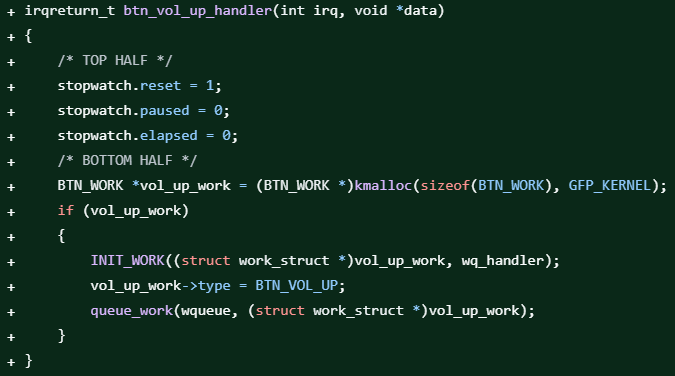 + irqreturn_t btn_vol_up_handler(int irq, void *data)
+ {
+     /* TOP HALF */
+     stopwatch.reset = 1;
+     stopwatch.paused = 0;
+     stopwatch.elapsed = 0;
+     /* BOTTOM HALF */
+     BTN_WORK *vol_up_work = (BTN_WORK *)kmalloc(sizeof(BTN_WORK), GFP_KERNEL);
+     if (vol_up_work)
+     {
+         INIT_WORK((struct work_struct *)vol_up_work, wq_handler);
+         vol_up_work->type = BTN_VOL_UP;
+         queue_work(wqueue, (struct work_struct *)vol_up_work);
+     }
+ }